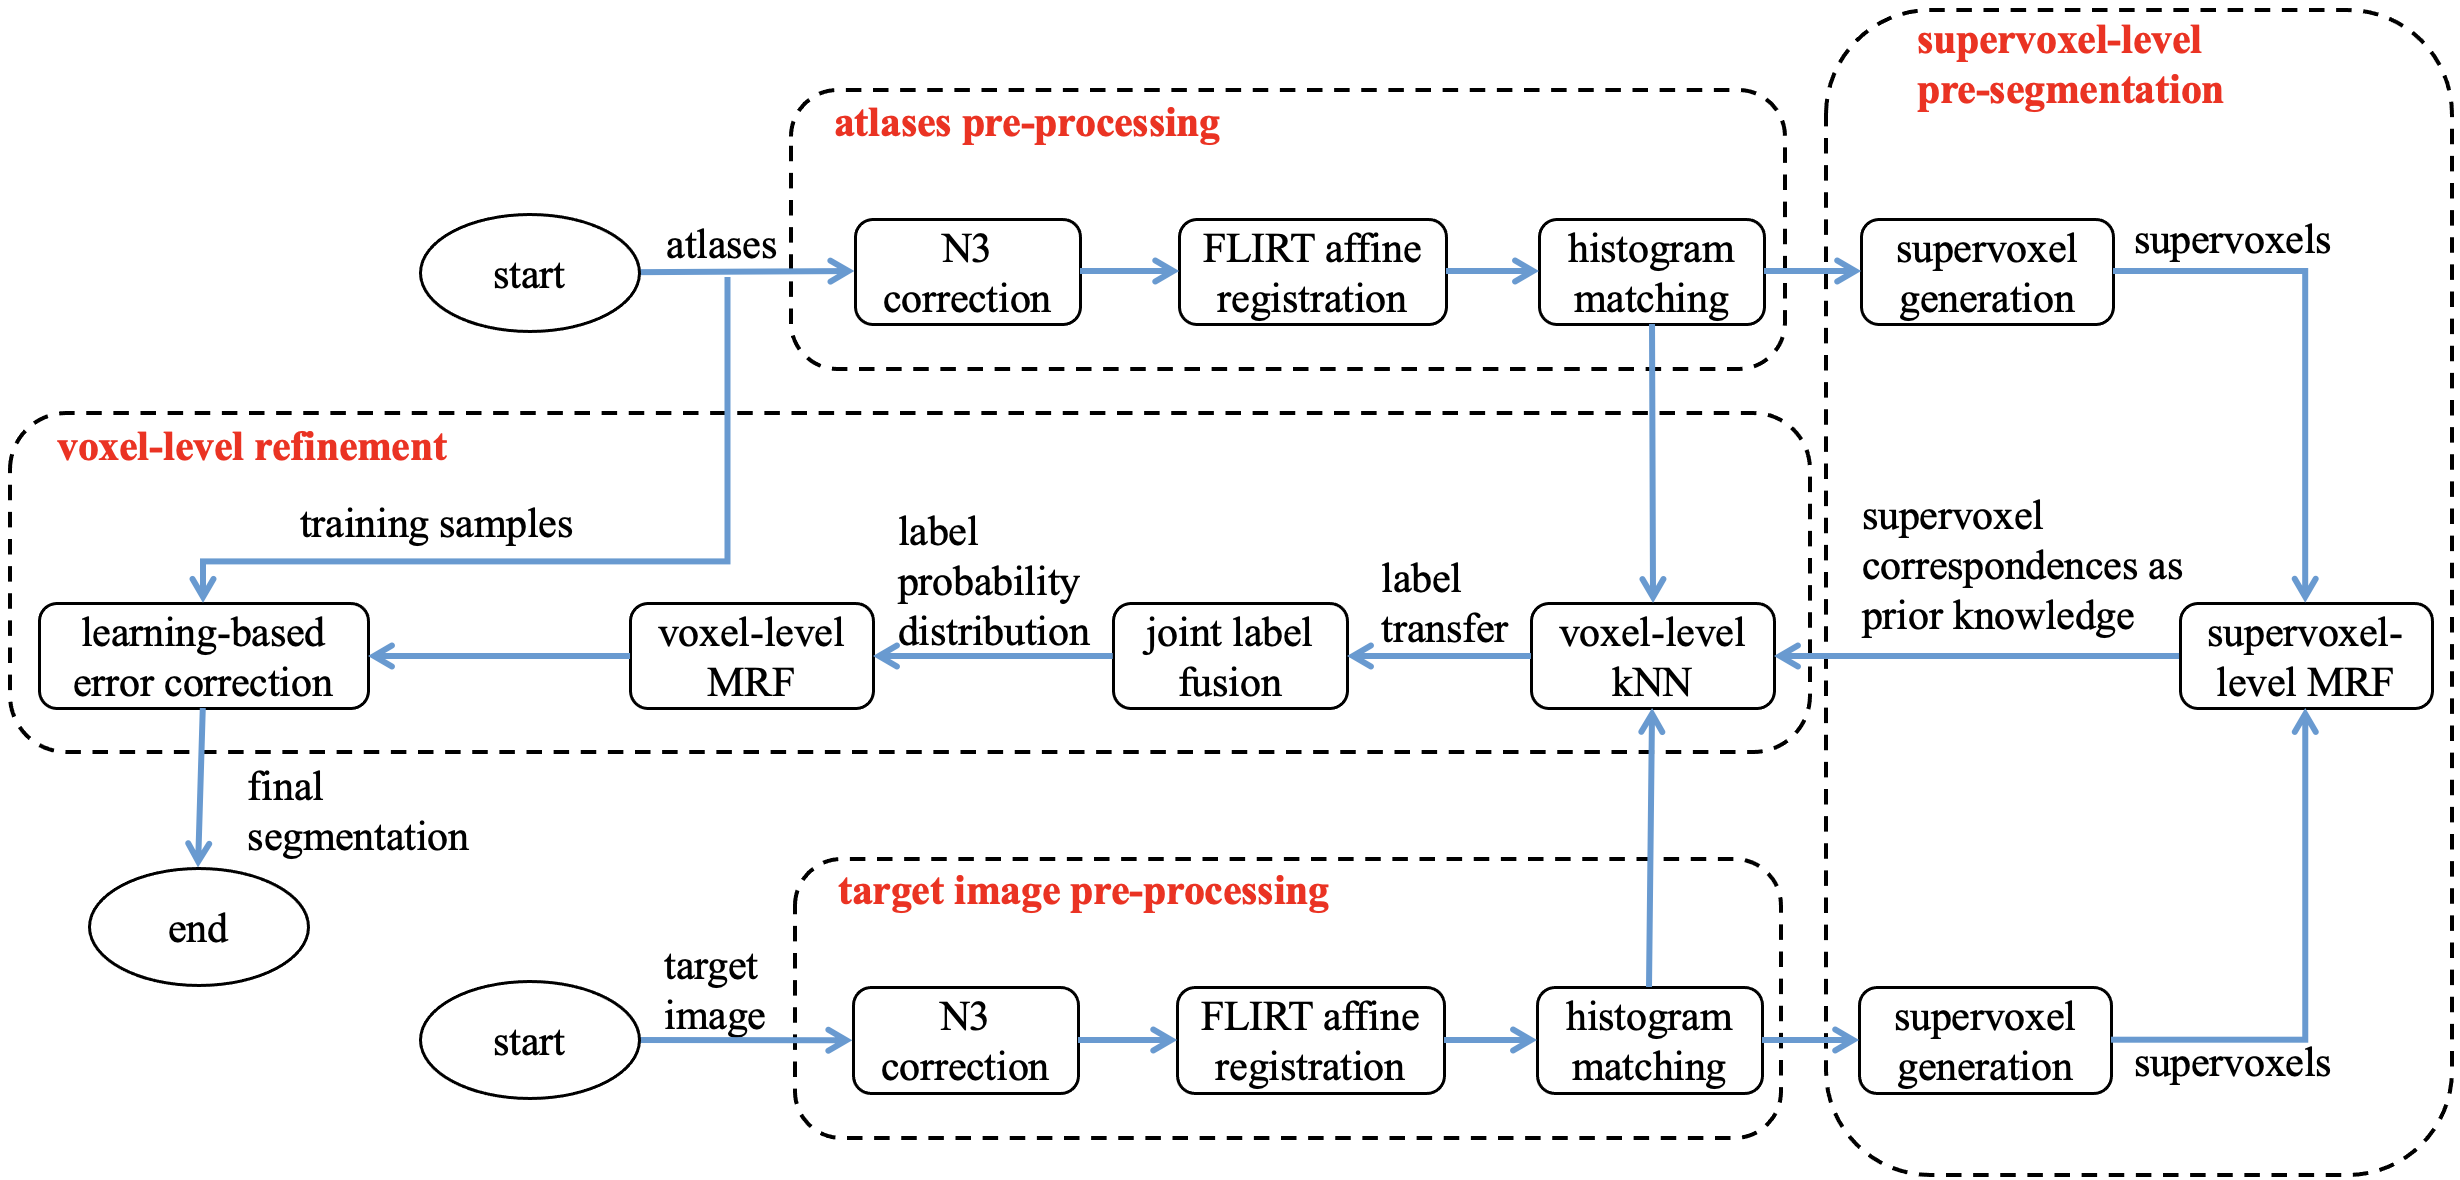 supervoxel-level
pre-segmentation
atlases pre-processing
start
atlases
N3
correction
FLIRT affine
registration
histogram
matching
supervoxel
generation
supervoxels
voxel-level refinement
training samples
label
probability
distribution
label
transfer
supervoxel
correspondences as
prior knowledge
learning-based
error correction
voxel-level
MRF
joint label
fusion
voxel-level
kNN
supervoxel-
level MRF
final
segmentation
end
target image pre-processing
start
target
image
N3
correction
FLIRT affine
registration
histogram
matching
supervoxel
generation
supervoxels